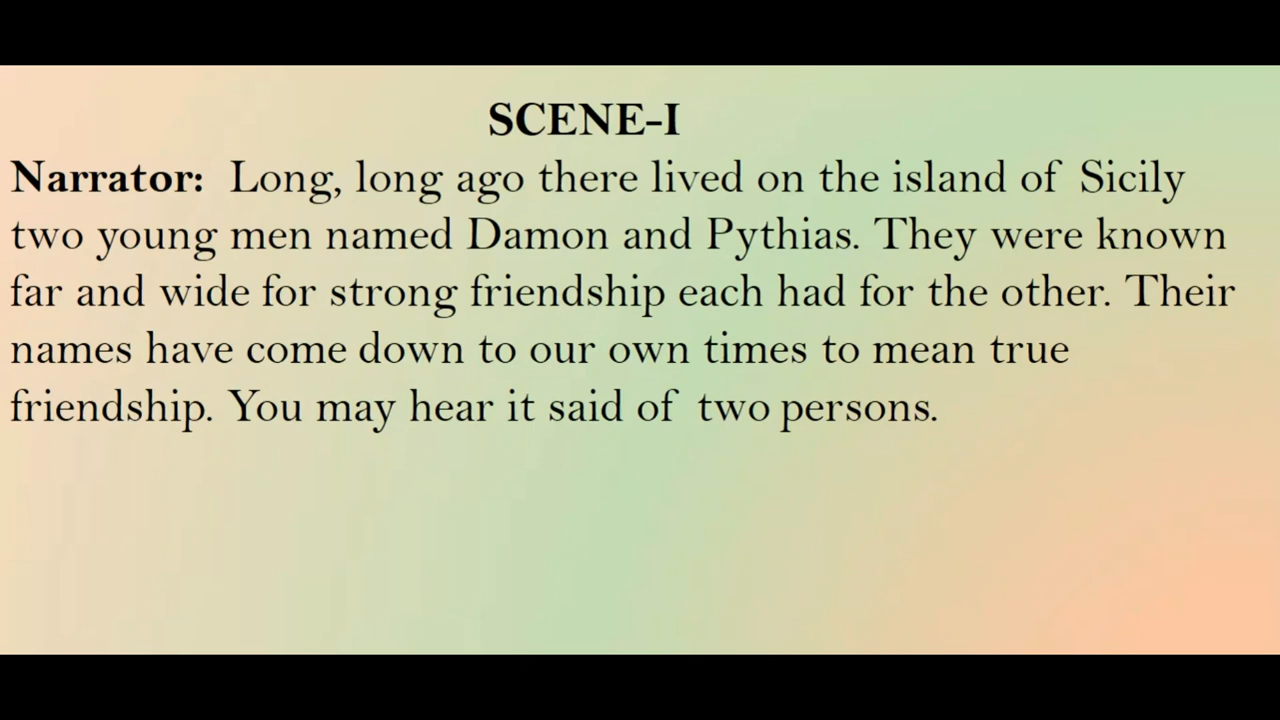 SCENE-I
Narrator: Long, long ago there lived on the island of Sicily
two young men named Damon and Pythias. They were known
far and wide for strong friendship each had for the other. Their
names have come down to our own times to mean true
friendship. You may hear it said of two persons.